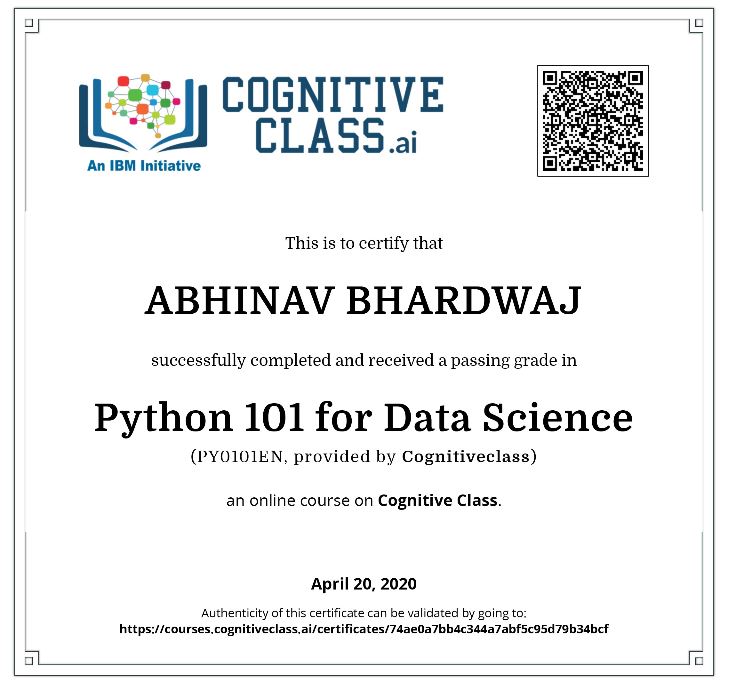 COGNITIVE
CLASS.ai
An IBM Initiative
This is to certify that
ABHINAV BHARDWAJ
successfully completed and received a passing grade in
Python 101 for Data Science
(PY0101EN, provided by Cognitiveclass)
an online course on Cognitive Class.
April 20, 2020
Authenticity of this certificate can be validated by going to:
https://courses.cognitiveclass.ai/certificates/74ae0a7bb4c344a7abf5c95d79b34bcf